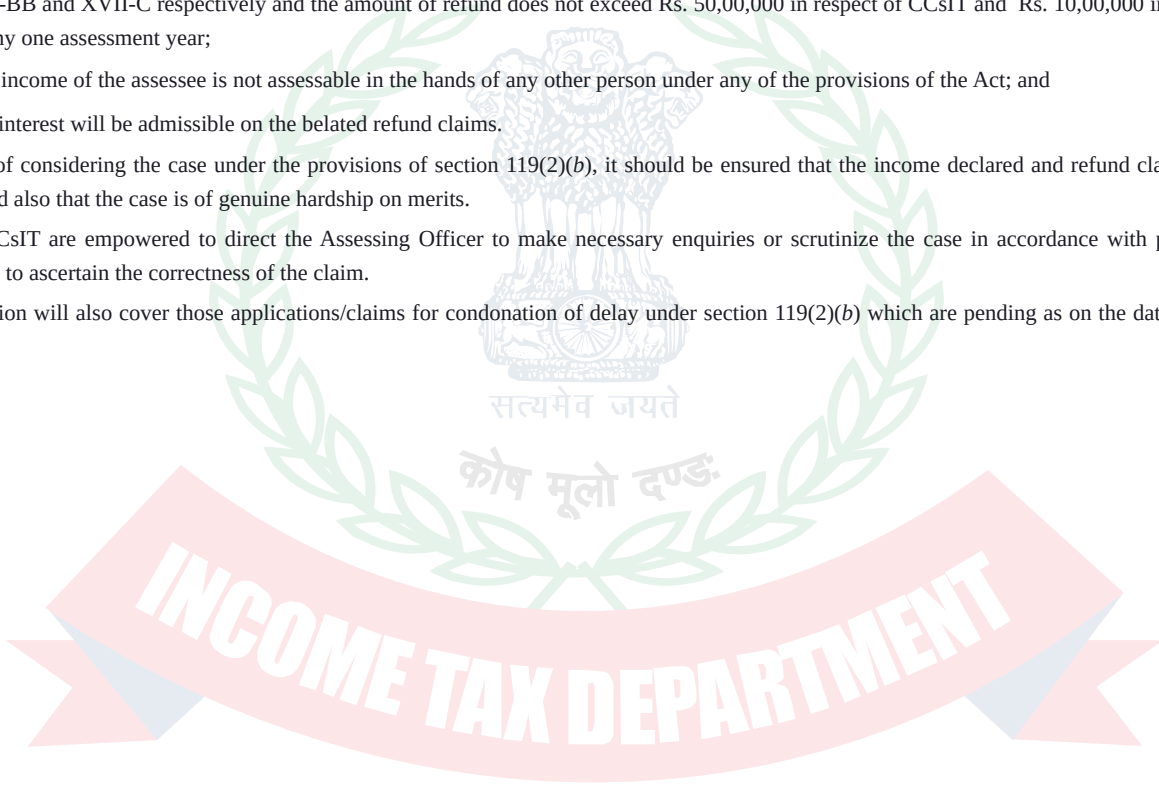 -BB and XVII-C respectively and the amount of refund does not exceed Rs. 50,00,000 in respect of CCsIT and Rs. 10,00,000 i
ny one assessment year;
income of the assessee is not assessable in the hands of any other person under any of the provisions of the Act; and
interest will be admissible on the belated refund claims.
of considering the case under the provisions of section 119(2)(b), it should be ensured that the income declared and refund cla
d also that the case is of genuine hardship on merits.
CsIT are empowered to direct the Assessing Officer to make necessary enquiries or scrutinize the case in accordance with p
to ascertain the correctness of the claim.
ion will also cover those applications/claims for condonation of delay under section 119(2)(b) which are pending as on the dat
सत्यमेव जयते
कोष मूलो दण्डः
INCOME TAX DEPARTMENT